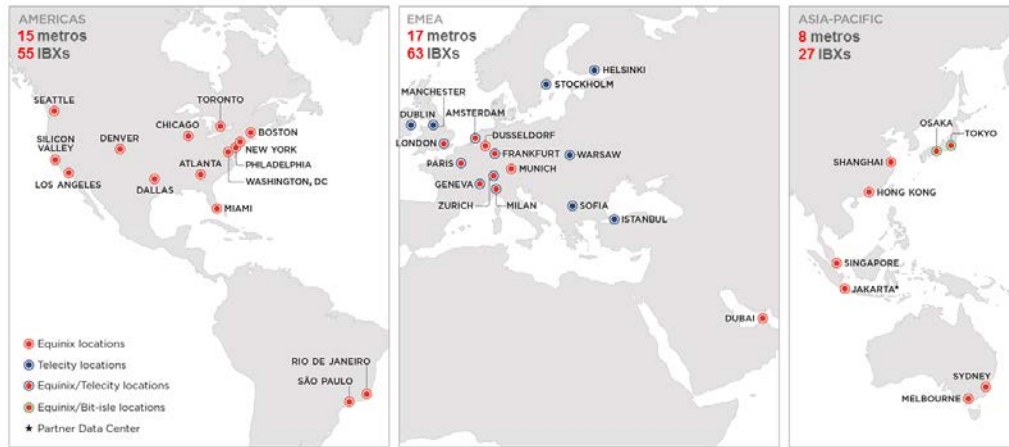 AMERICAS
15 metros
55 IBXs
SEATTLE
TORONTO
CHICAGO
BOSTON
SILICON
VALLEY
DENVER
NEW YORK
PHILADELPHIA
ATLANTA
WASHINGTON, DC
LOS ANGELES
DALLAS
MIAMI
RIO DE JANEIRO
SÃO PAULO
Equinix locations
Telecity locations
Equinix/Telecity locations
Equinix/Bit-isle locations
★ Partner Data Center
EMEA
17 metros
63 IBXs
HELSINKI
STOCKHOLM
MANCHESTER
DUBLIN
AMSTERDAM
DUSSELDORF
LONDON
FRANKFURT
WARSAW
PARIS
MUNICH
GENEVA
ZURICH
MILAN
SOFIA
ISTANBUL
DUBAI
ASIA-PACIFIC
8 metros
27 IBXs
OSAKA
TOKYO
SHANGHAI
HONG KONG
SINGAPORE
JAKARTA*
SYDNEY
MELBOURNE